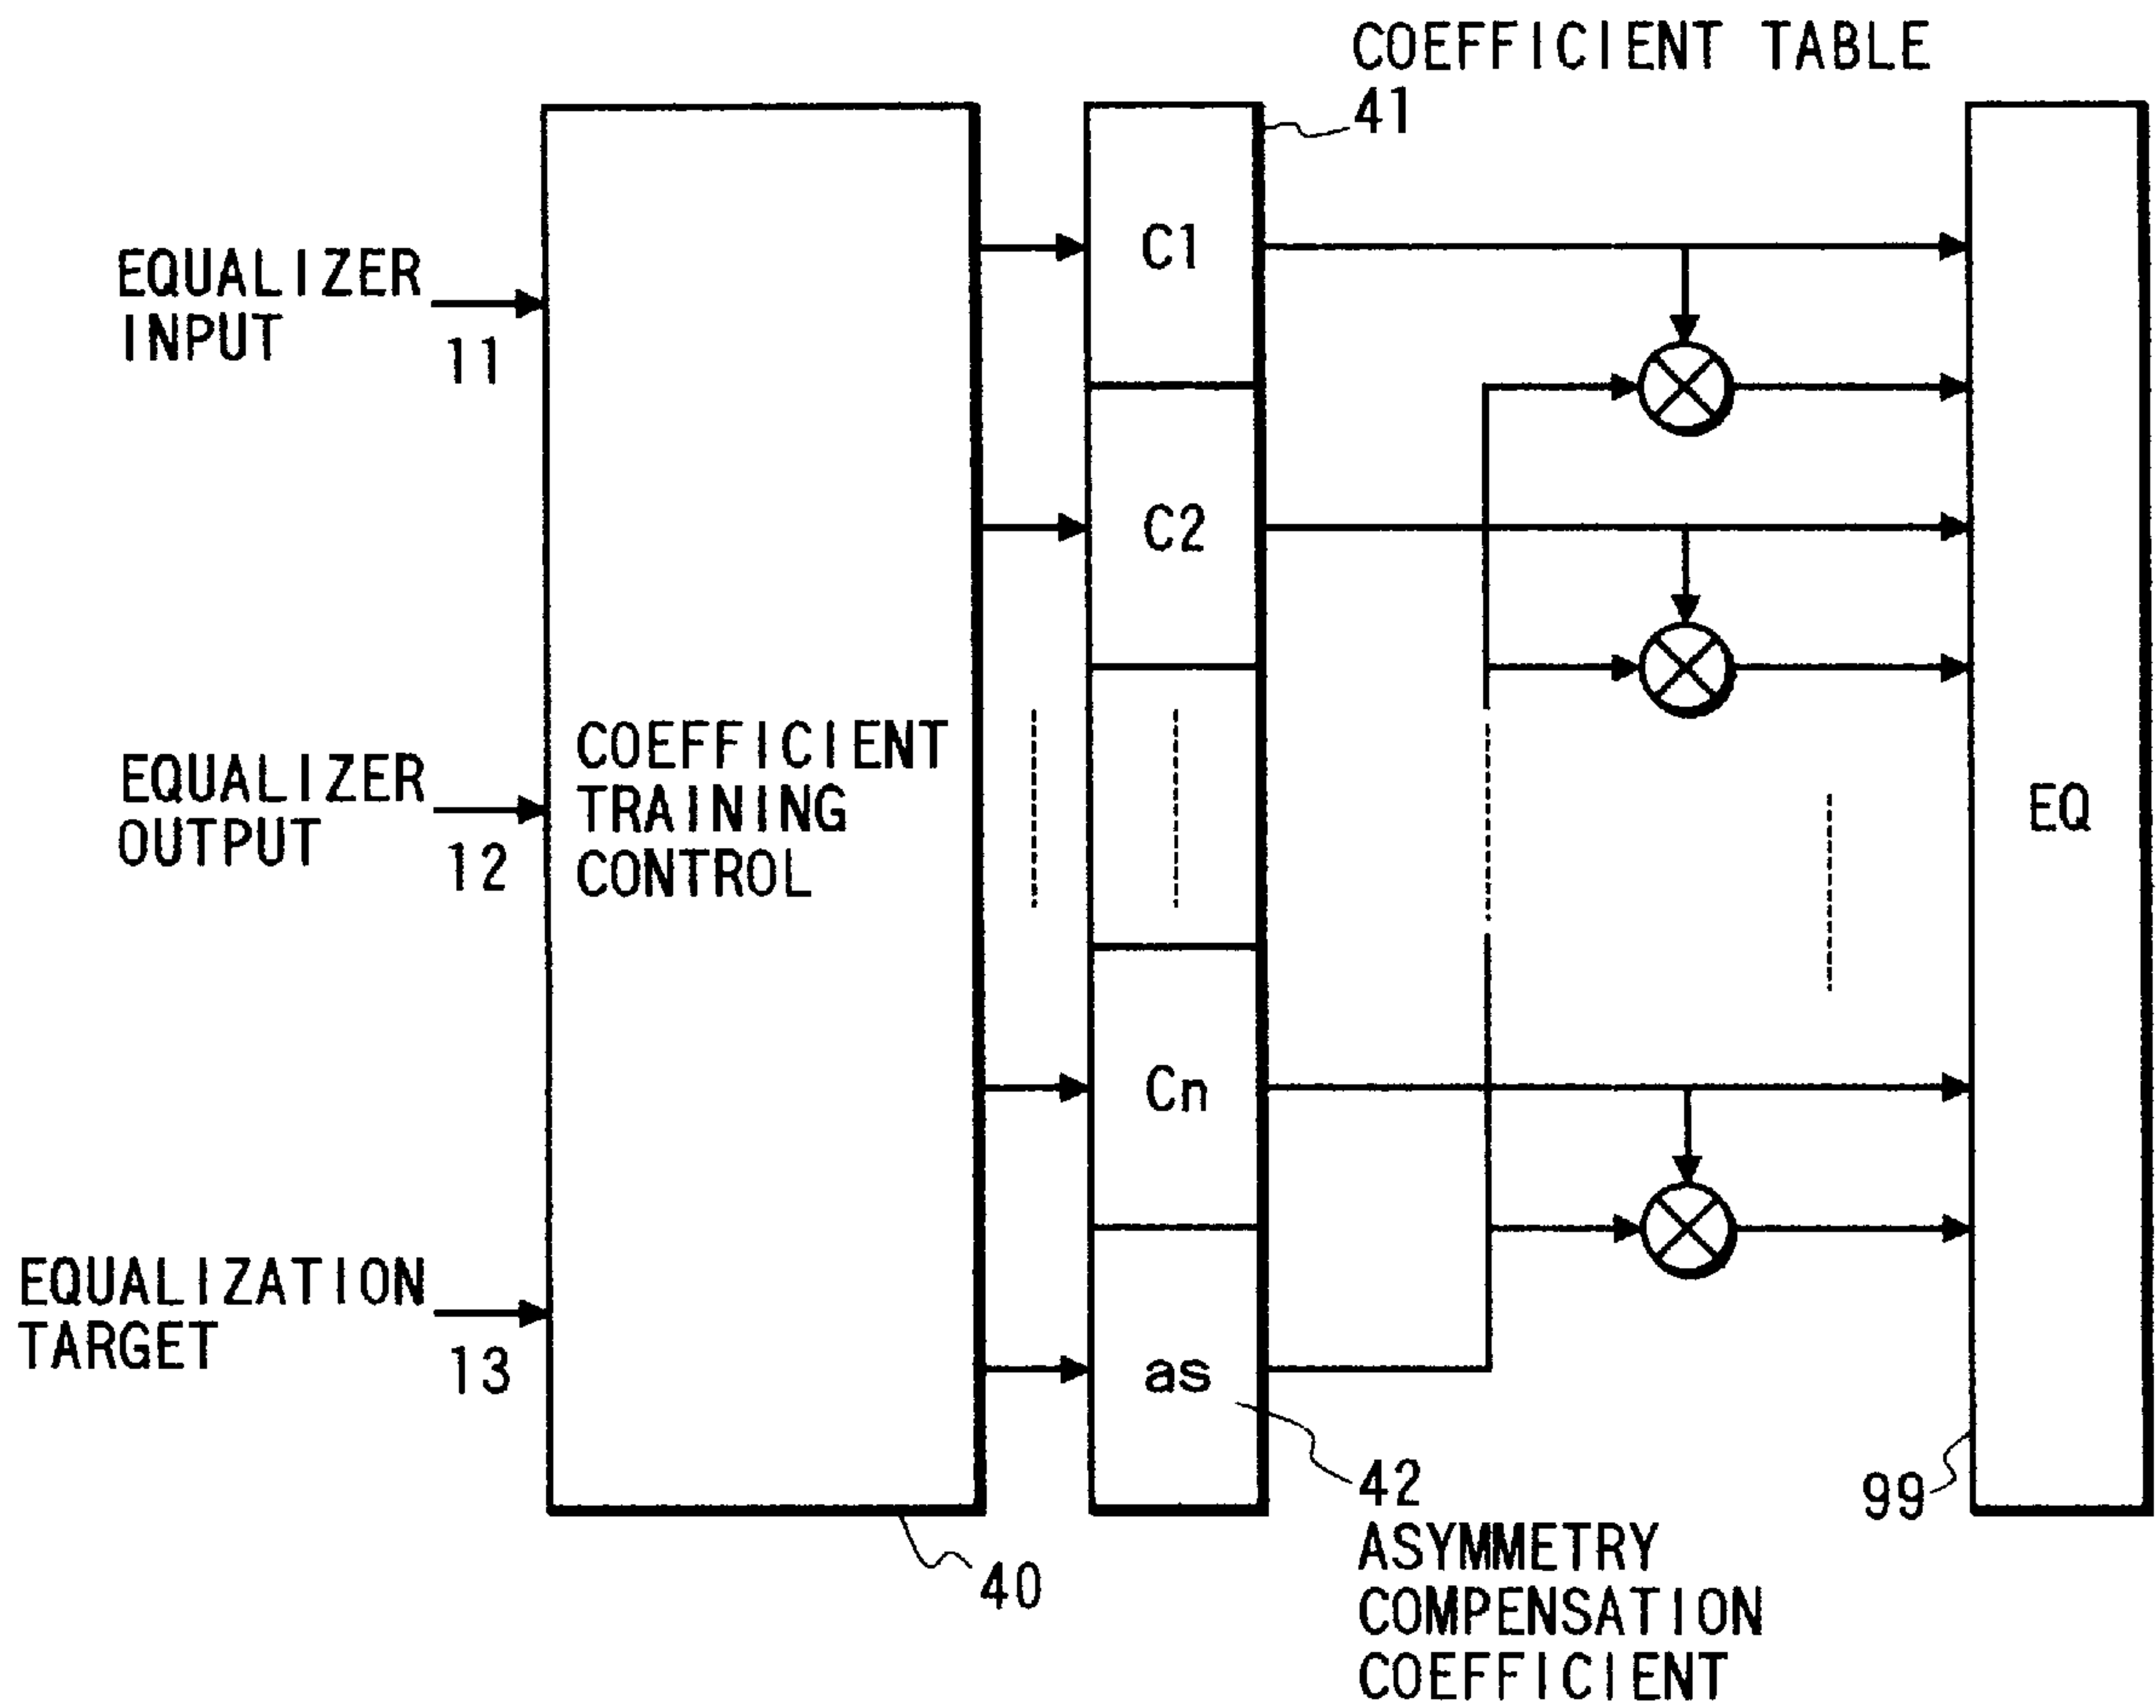 COEFFICIENT TABLE
41
EQUALIZER
INPUT
11
C1
C2
EQUALIZER
OUTPUT
12
COEFFICIENT
TRAINING
CONTROL
EQ
Cn
EQUALIZATION
TARGET
13
as
42
ASYMMETRY
COMPENSATION
COEFFICIENT
99
40